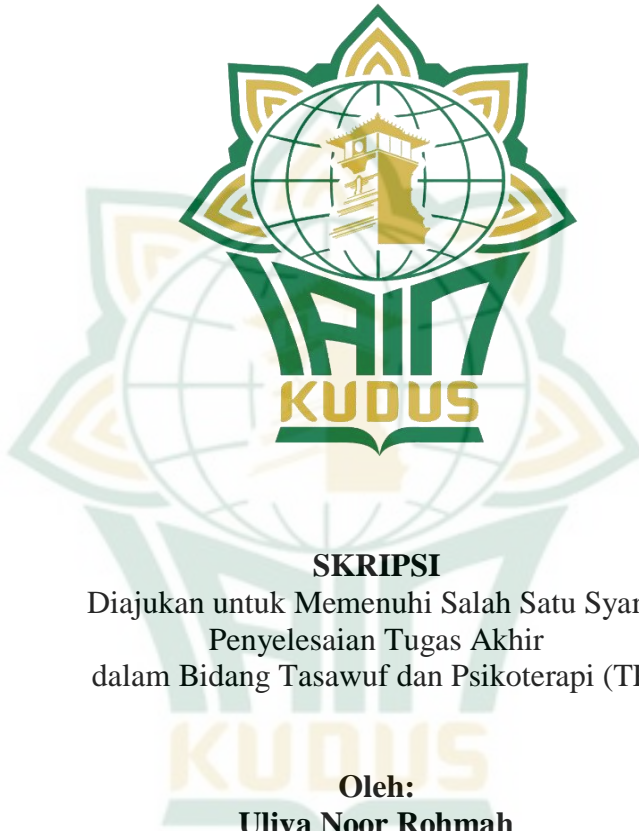 IAIN
KUDUS
SKRIPSI
Diajukan untuk Memenuhi Salah Satu
Penyelesaian Tugas Akhir
dalam Bidang Tasawuf dan Psikoterapi
Oleh:
Uliya Noor Rohmah